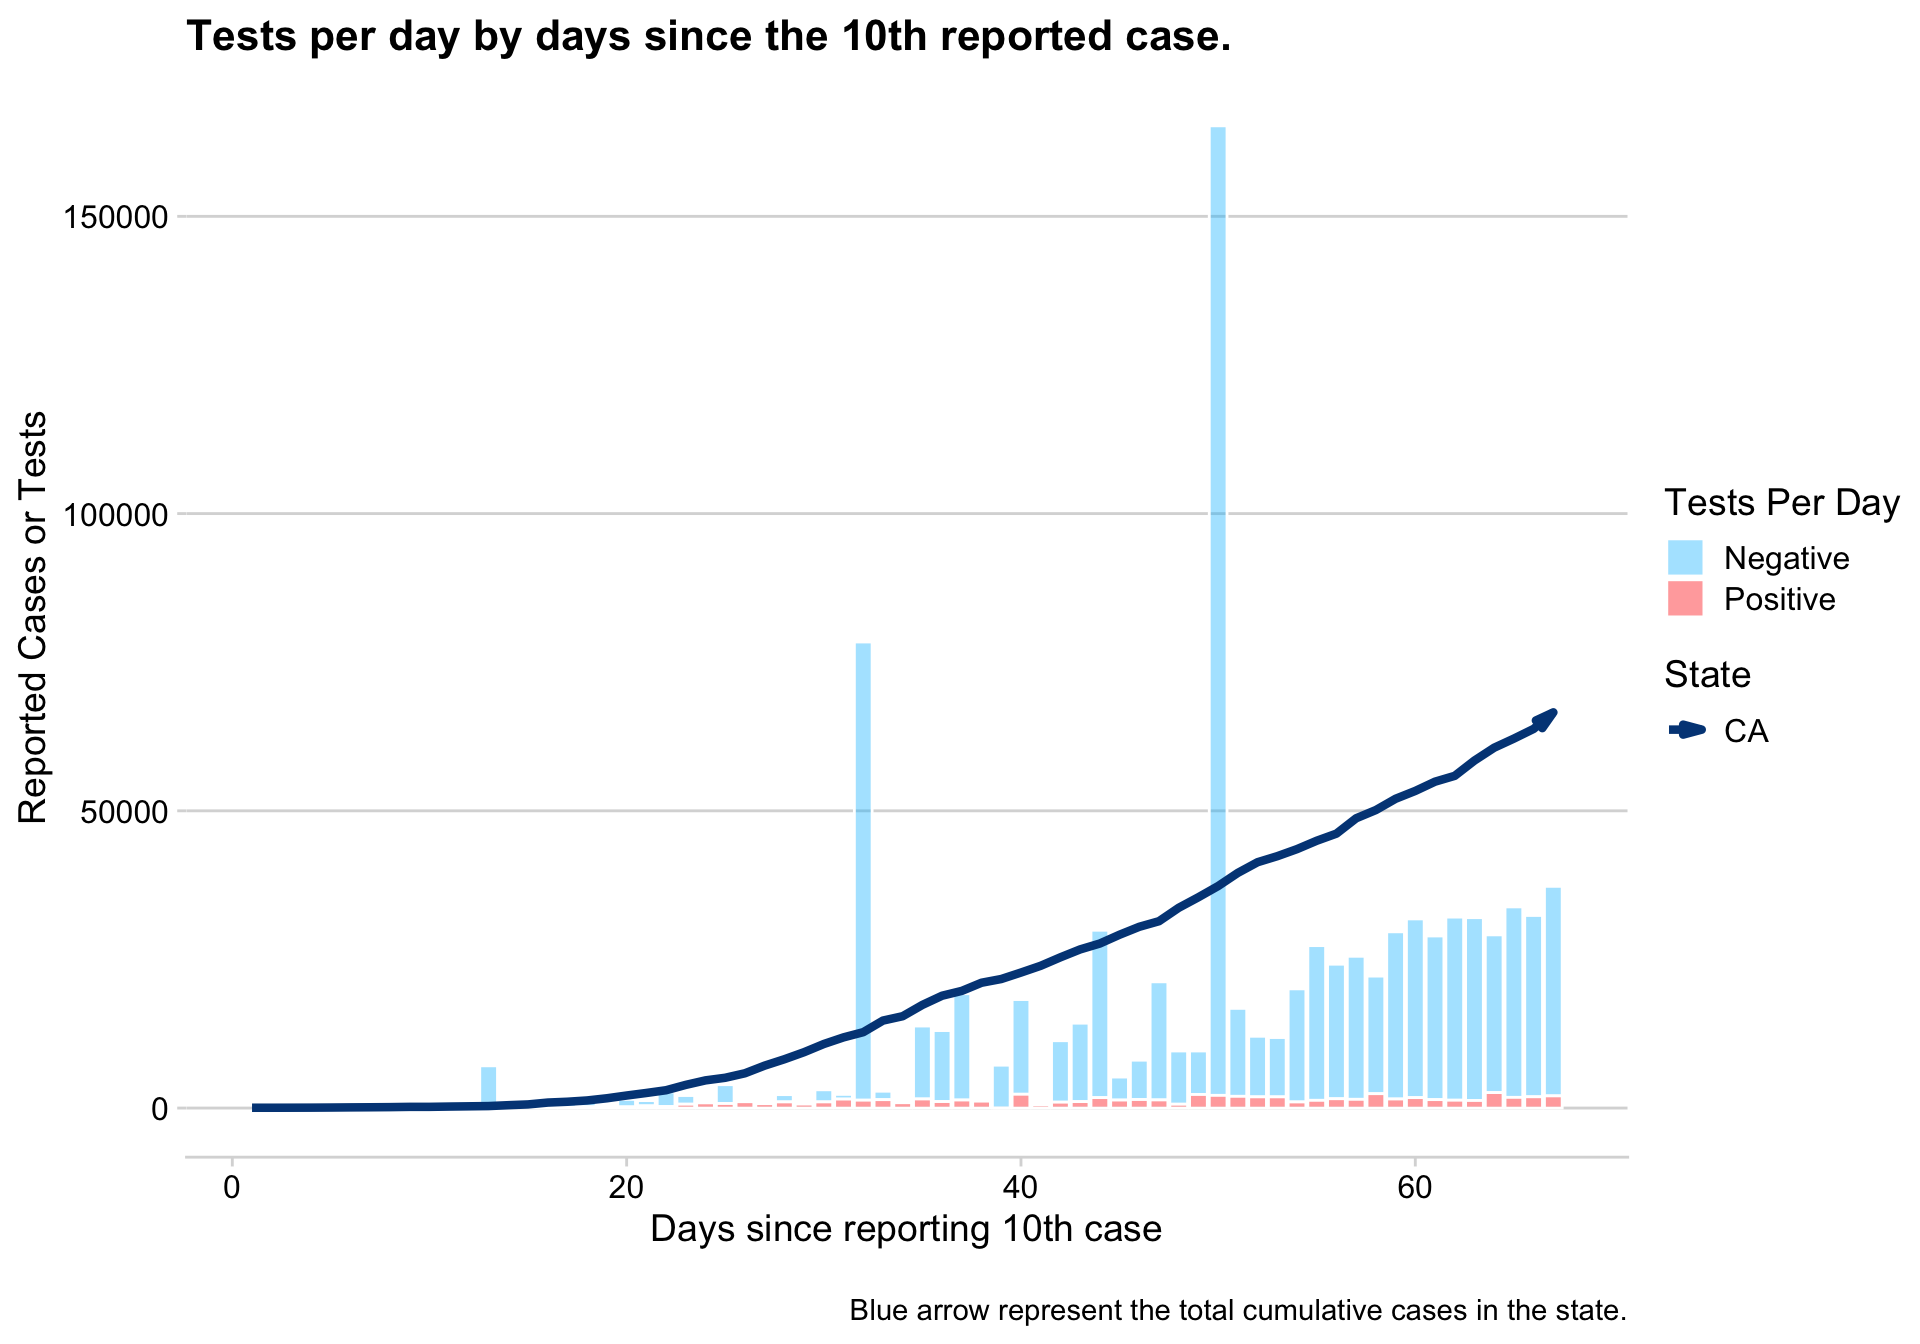 Tests per day by days since the 10th reported case.
Reported Cases or Tests
150000
100000
50000
0
0
20
40
60
Days since reporting 10th case
Tests Per Day
Negative
Positive
State
CA
Blue arrow represent the total cumulative cases in the state.